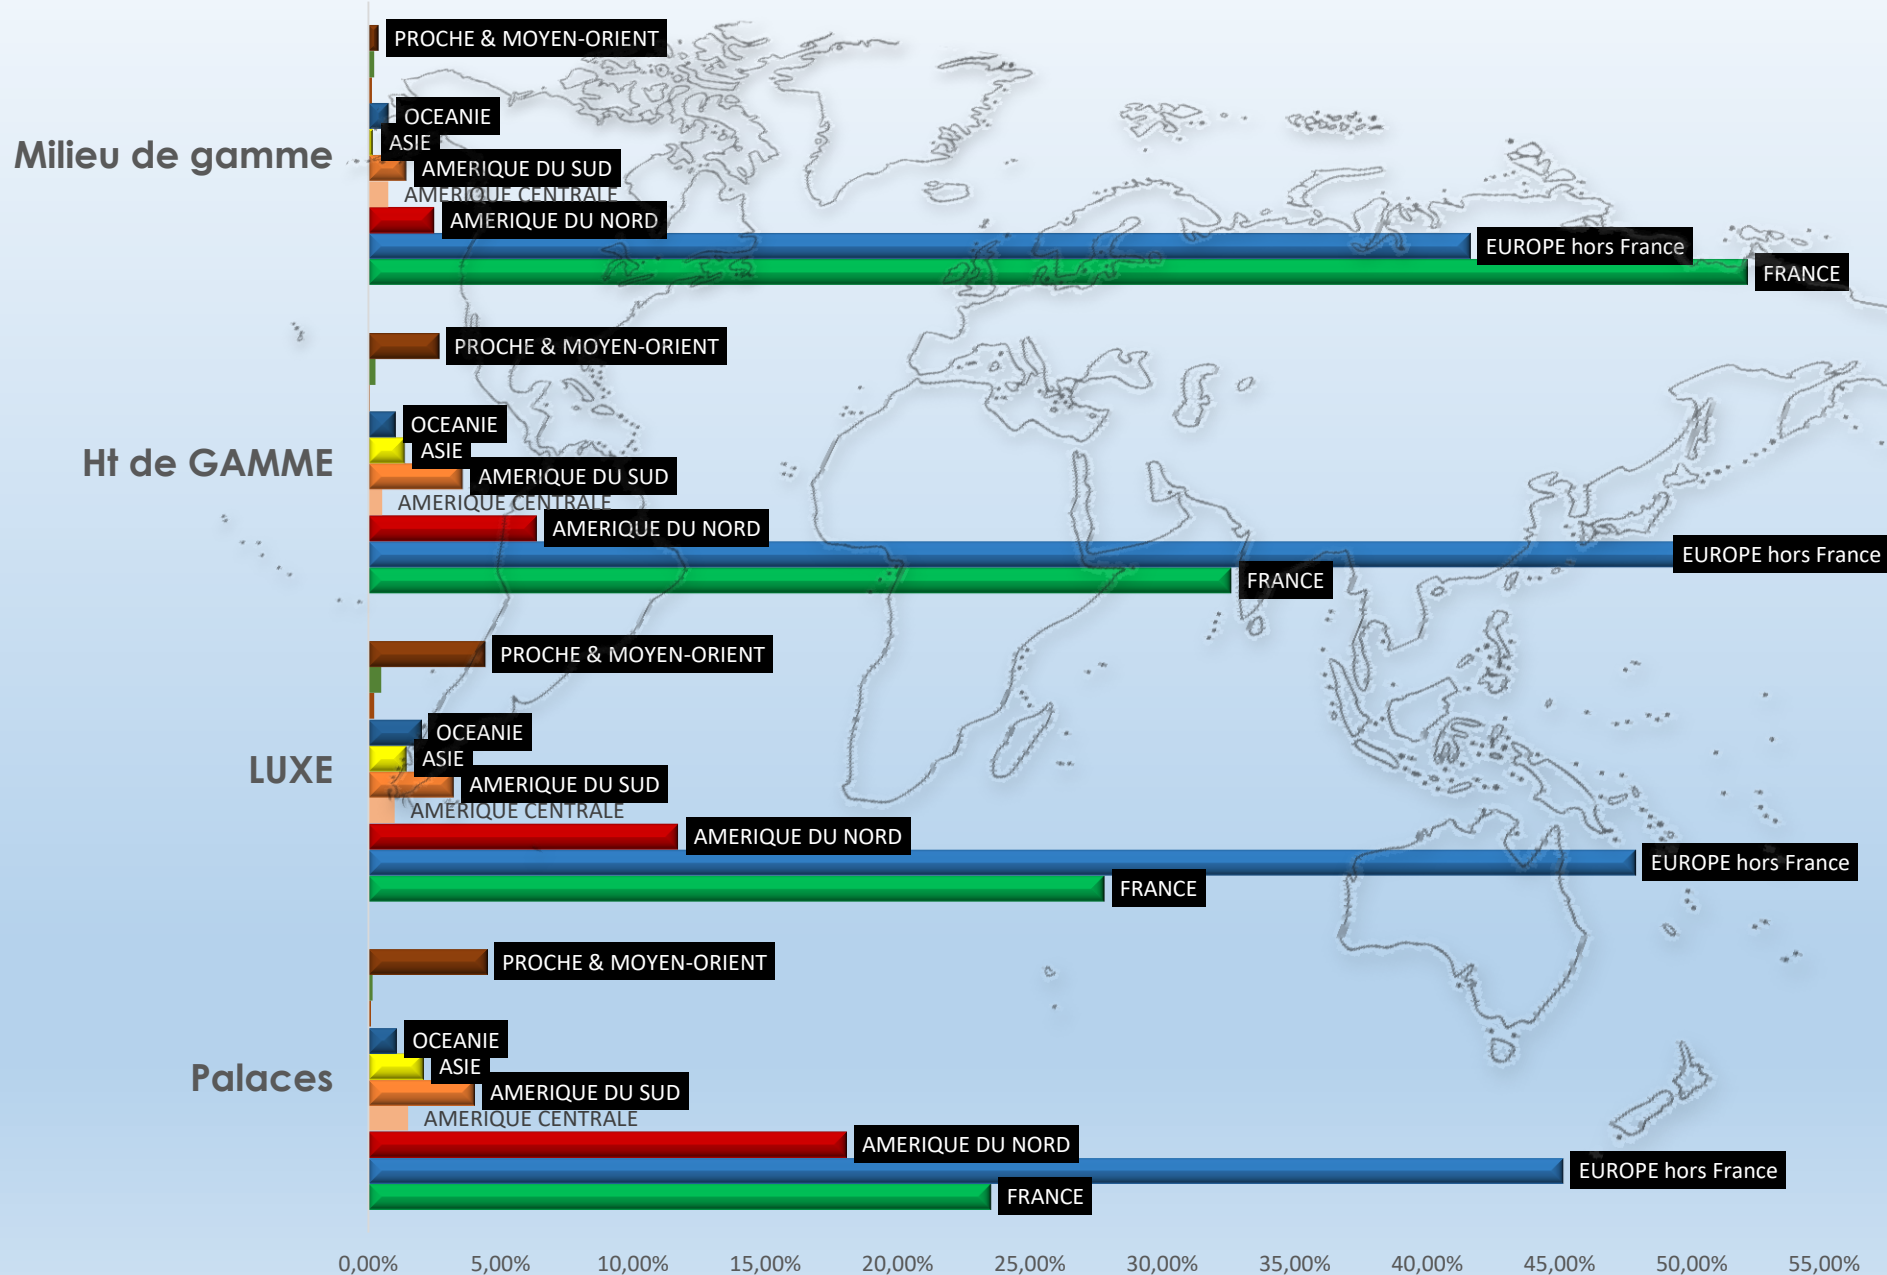 PROCHE & MOYEN-ORIENT
OCEANIE
ASIE
Milieu de gamme
AMERIQUE DU SUD
AMERIQUE CENTRALE
AMERIQUE DU NORD
EUROPE hors France
FRANCE
PROCHE & MOYEN-ORIENT
OCEANIE
ASIE
Ht de GAMME
AMERIQUE DU SUD
AMERIQUE CENTRALE
AMERIQUE DU NORD
EUROPE hors France
FRANCE
PROCHE & MOYEN-ORIENT
OCEANIE
ASIE
LUXE
AMERIQUE DU SUD
AMERIQUE CENTRALE
AMERIQUE DU NORD
EUROPE hors France
FRANCE
PROCHE & MOYEN-ORIENT
OCEANIE
ASIE
Palaces
AMERIQUE DU SUD
AMERIQUE CENTRALE
AMERIQUE DU NORD
EUROPE hors France
FRANCE
0,00% 5,00% 10,00% 15,00% 20,00% 25,00% 30,00% 35,00% 40,00% 45,00% 50,00% 55,00%